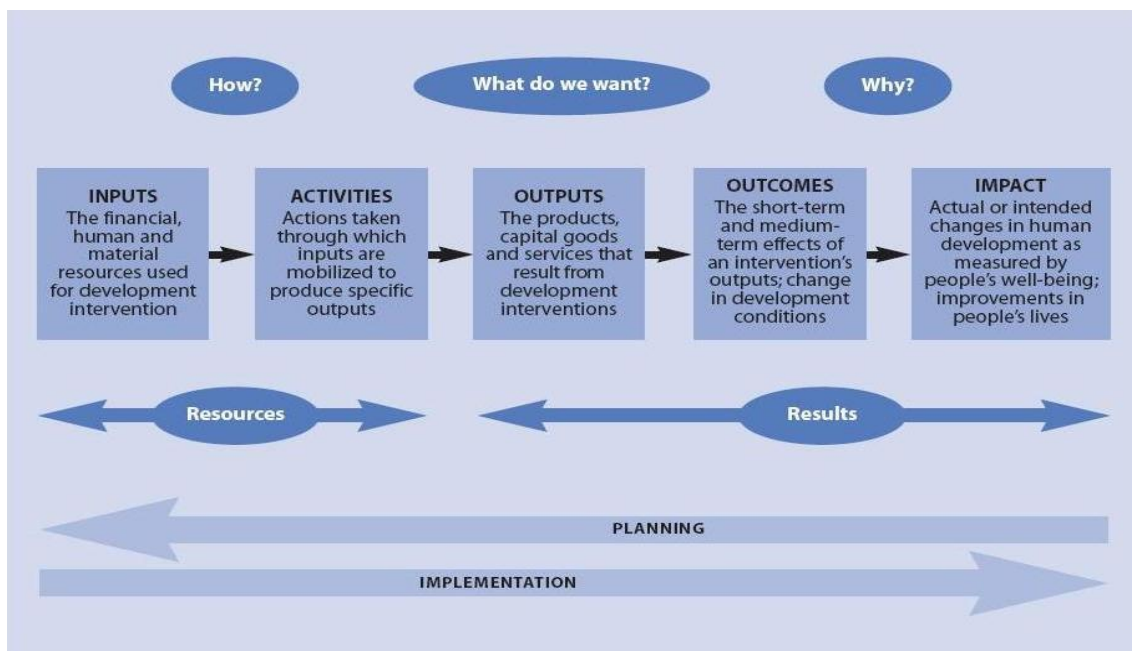 How?
What do we want?
Why?
INPUTS
The financial,
human and
material
resources used
for development
intervention
ACTIVITIES
Actions taken
through which
inputs are
mobilized to
produce specific
outputs
OUTPUTS
The products,
capital goods
and services that
result from
development
interventions
OUTCOMES
The short-term
and medium-
term effects of
an intervention's
outputs; change
in development
conditions
IMPACT
Actual or intended
changes in human
development as
measured by
people's well-being;
improvements in
people's lives
Resources
Results
PLANNING
IMPLEMENTATION